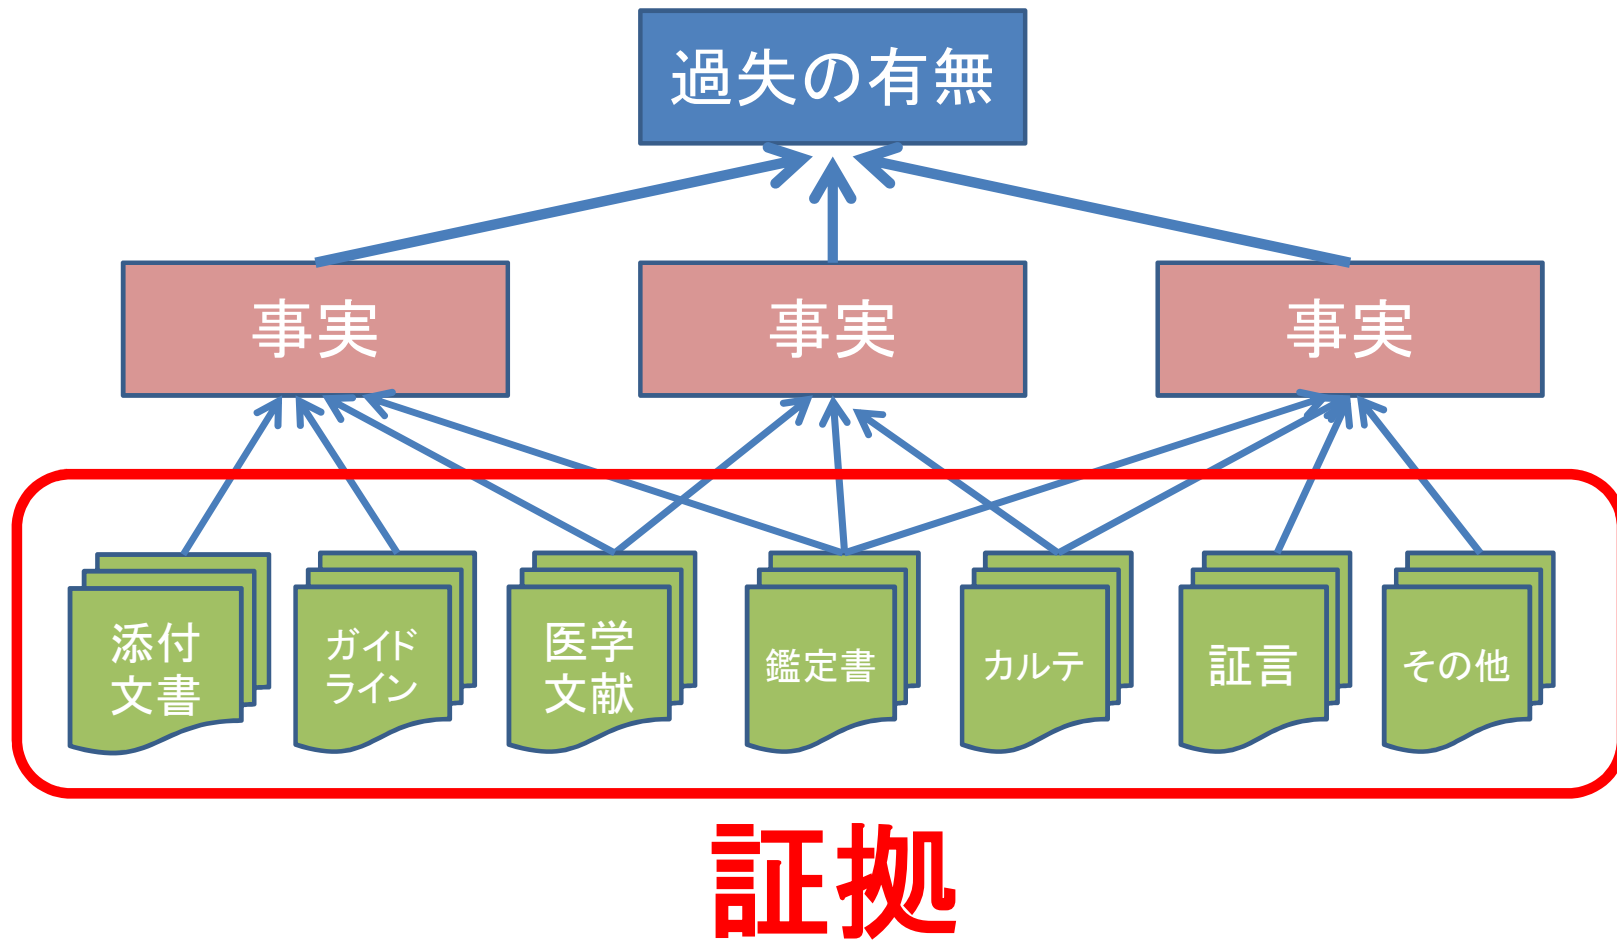 過失の有無
事実
事実
事実
添付
文書
ガイド
ライン
医学
文献
鑑定書
カルテ
証言
その他
証拠